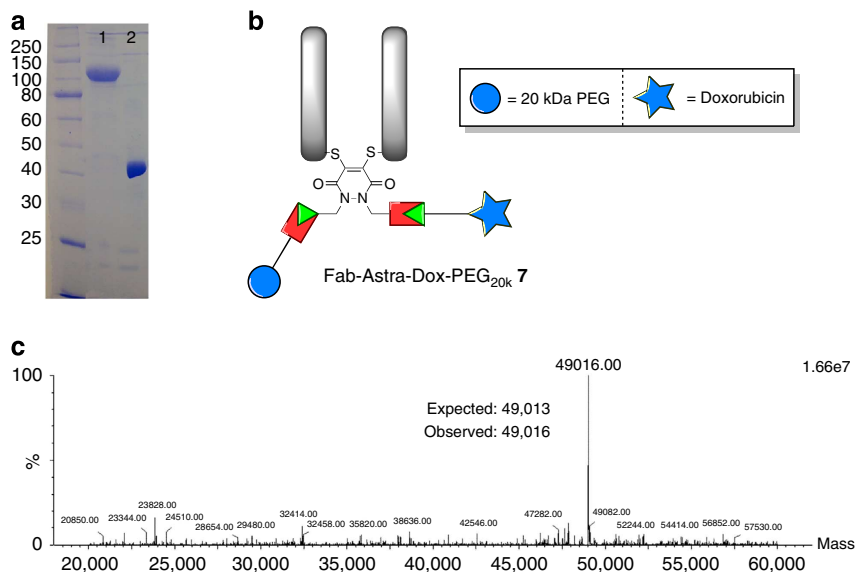 a
1 2
250
150
100
80
60
50
40
30
25
b
S S
O O
N N
= 20 kDa PEG
= Doxorubicin
Fab-Astra-Dox-PEG20k 7
c
100
%
0
49016.00
1.66e7
Expected: 49,013
Observed: 49,016
20850.00
23344.00
23828.00
24510.00
28654.00
29480.00
32414.00
32458.00
35820.00
38636.00
42546.00
47282.00
49082.00
52244.00
54414.00
56852.00
57530.00
20,000 25,000 30,000 35,000 40,000 45,000 50,000 55,000 60,000 Mass